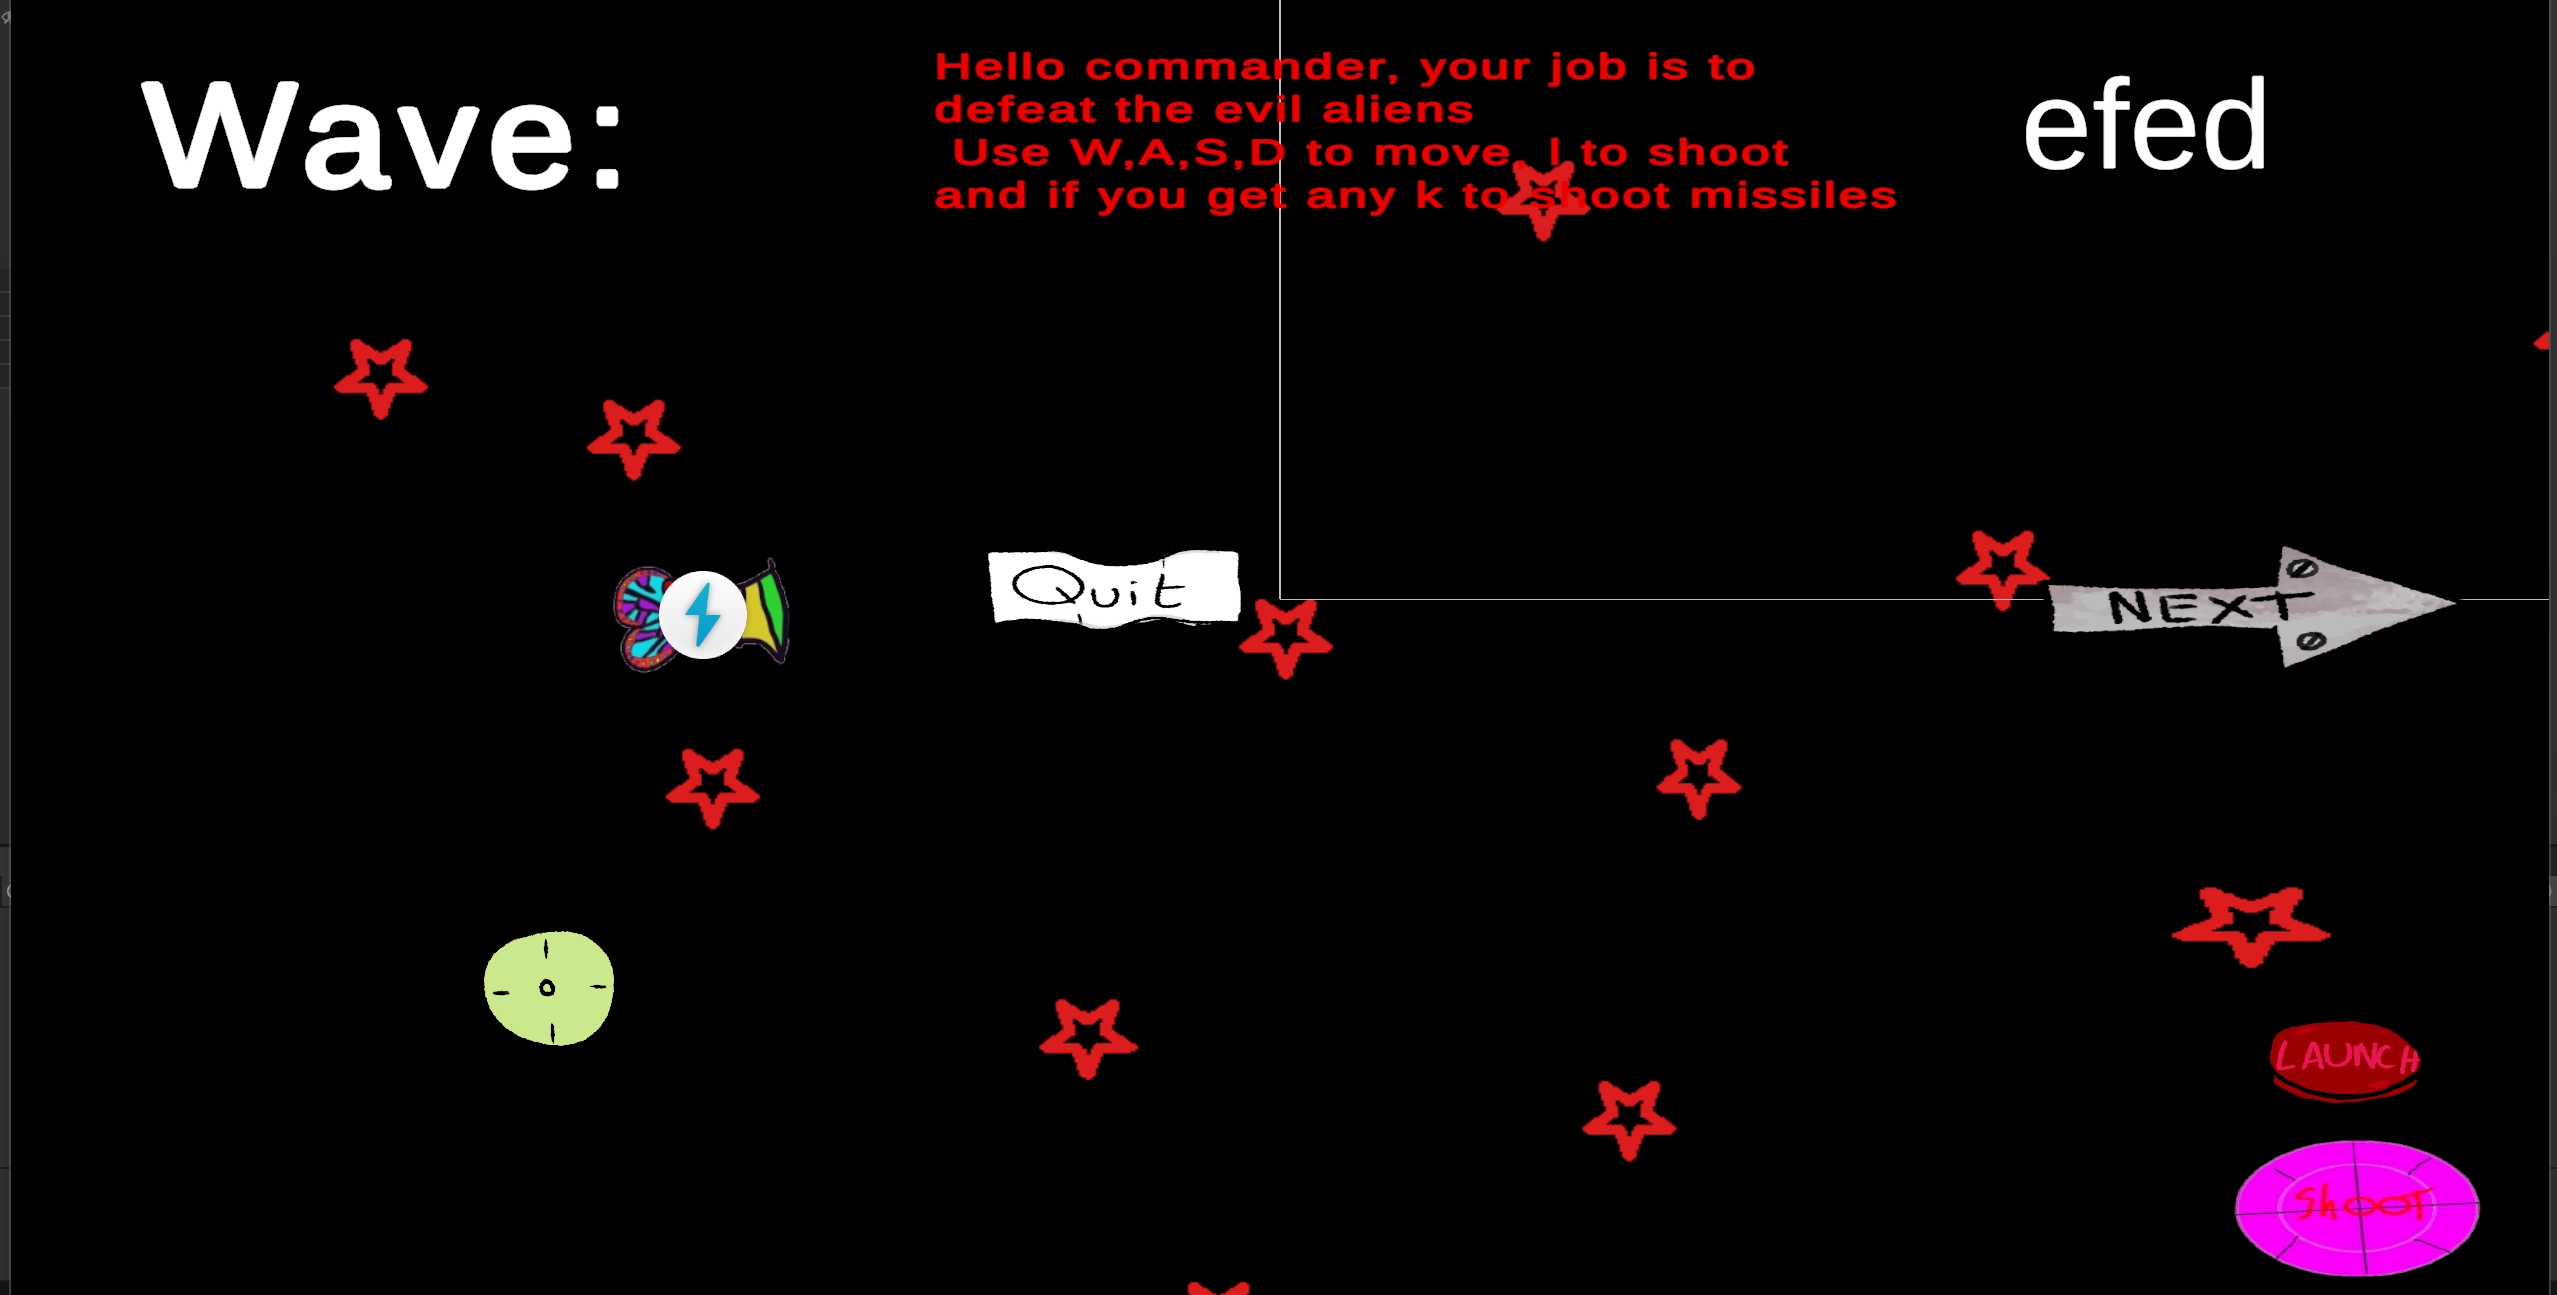 Wave:
Hello commander, your job is to
defeat the evil aliens
Use W,A,S,D to move, l to shoot
and if you get any k to shoot missiles
efed
Quit
NEXT
LAUNCH
ShOOT